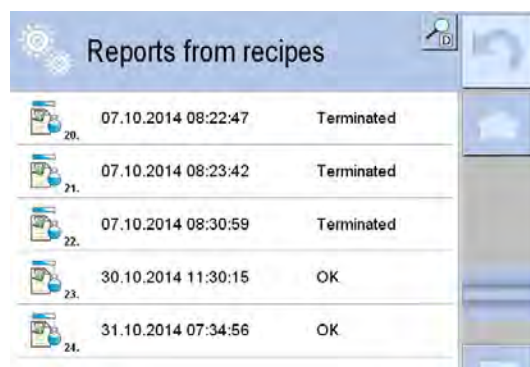 Reports from recipes
D
20. 07.10.2014 08:22:47 Terminated
21. 07.10.2014 08:23:42 Terminated
22. 07.10.2014 08:30:59 Terminated
23. 30.10.2014 11:30:15 OK
24. 31.10.2014 07:34:56 OK